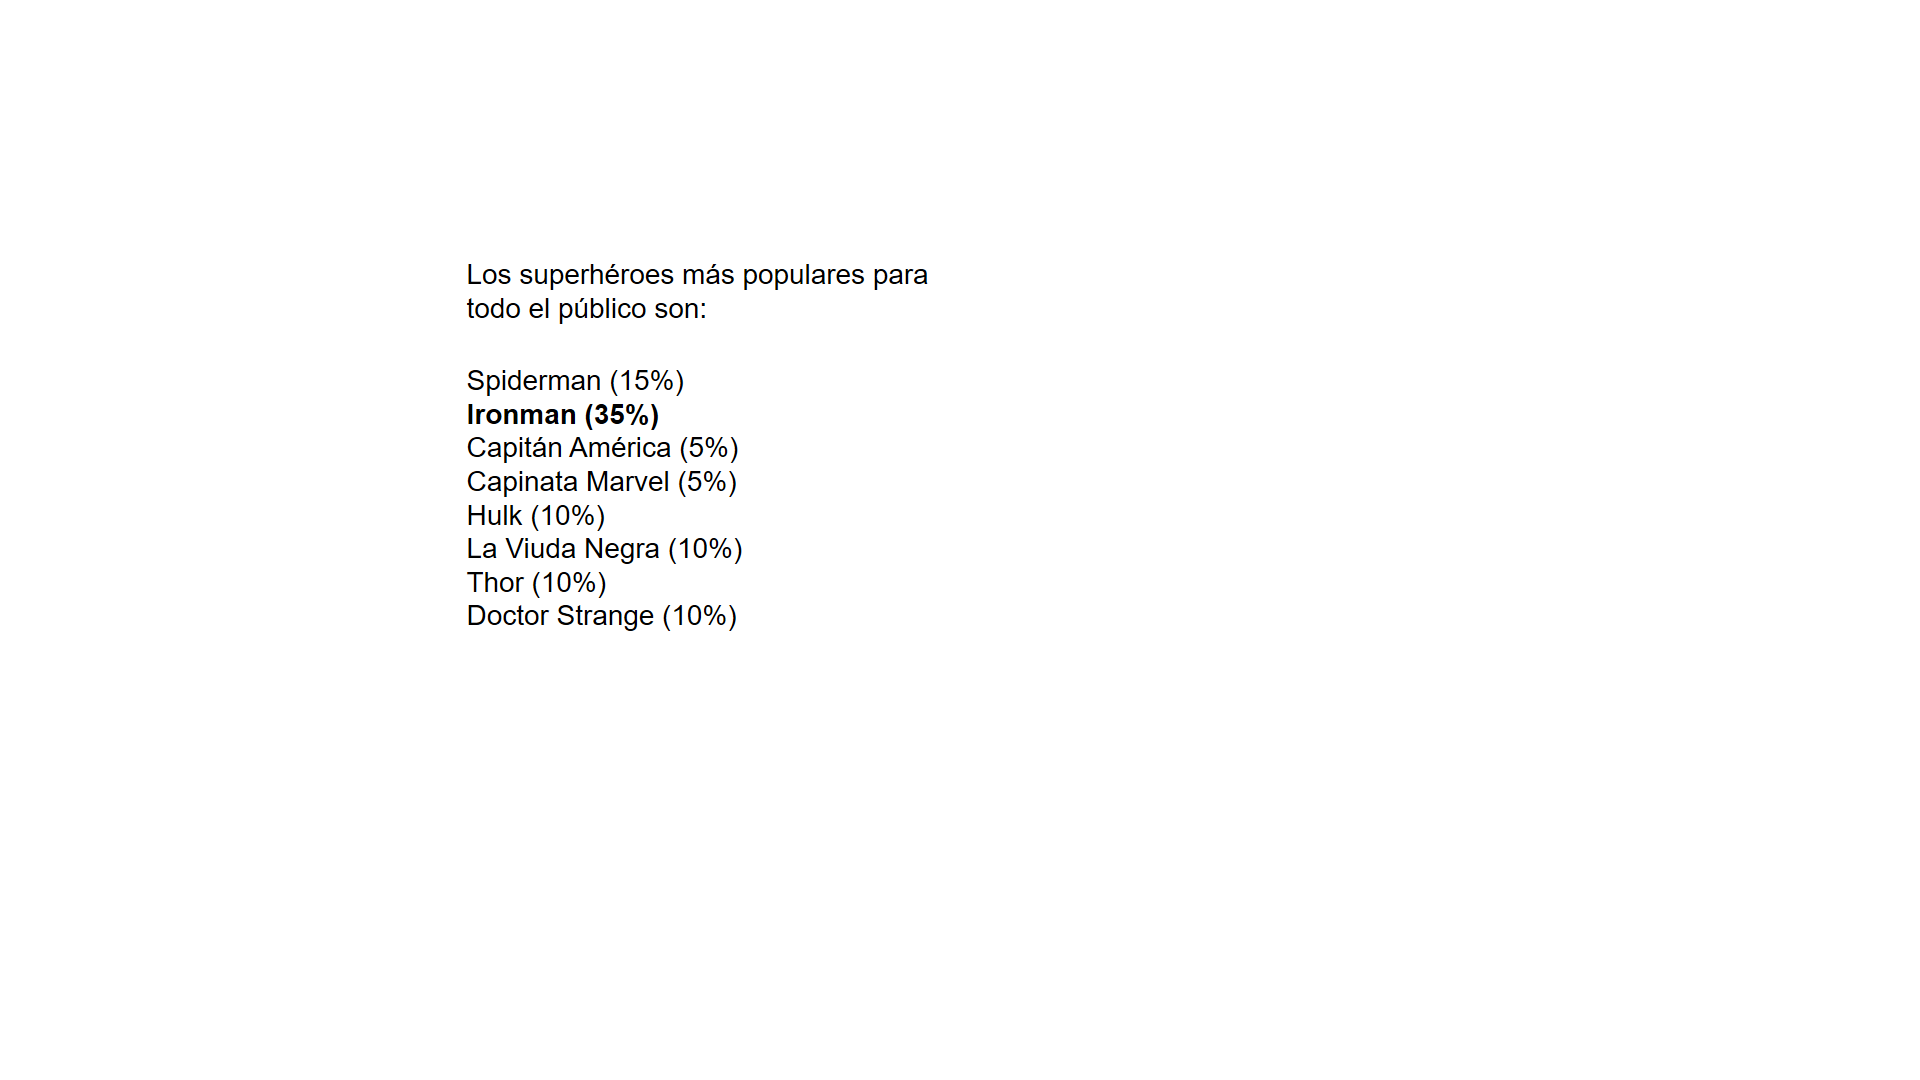 Los superhéroes más populares para
todo el público son:
Spiderman (15%)
Ironman (35%)
Capitán América (5%)
Capinata Marvel (5%)
Hulk (10%)
La Viuda Negra (10%)
Thor (10%)
Doctor Strange (10%)